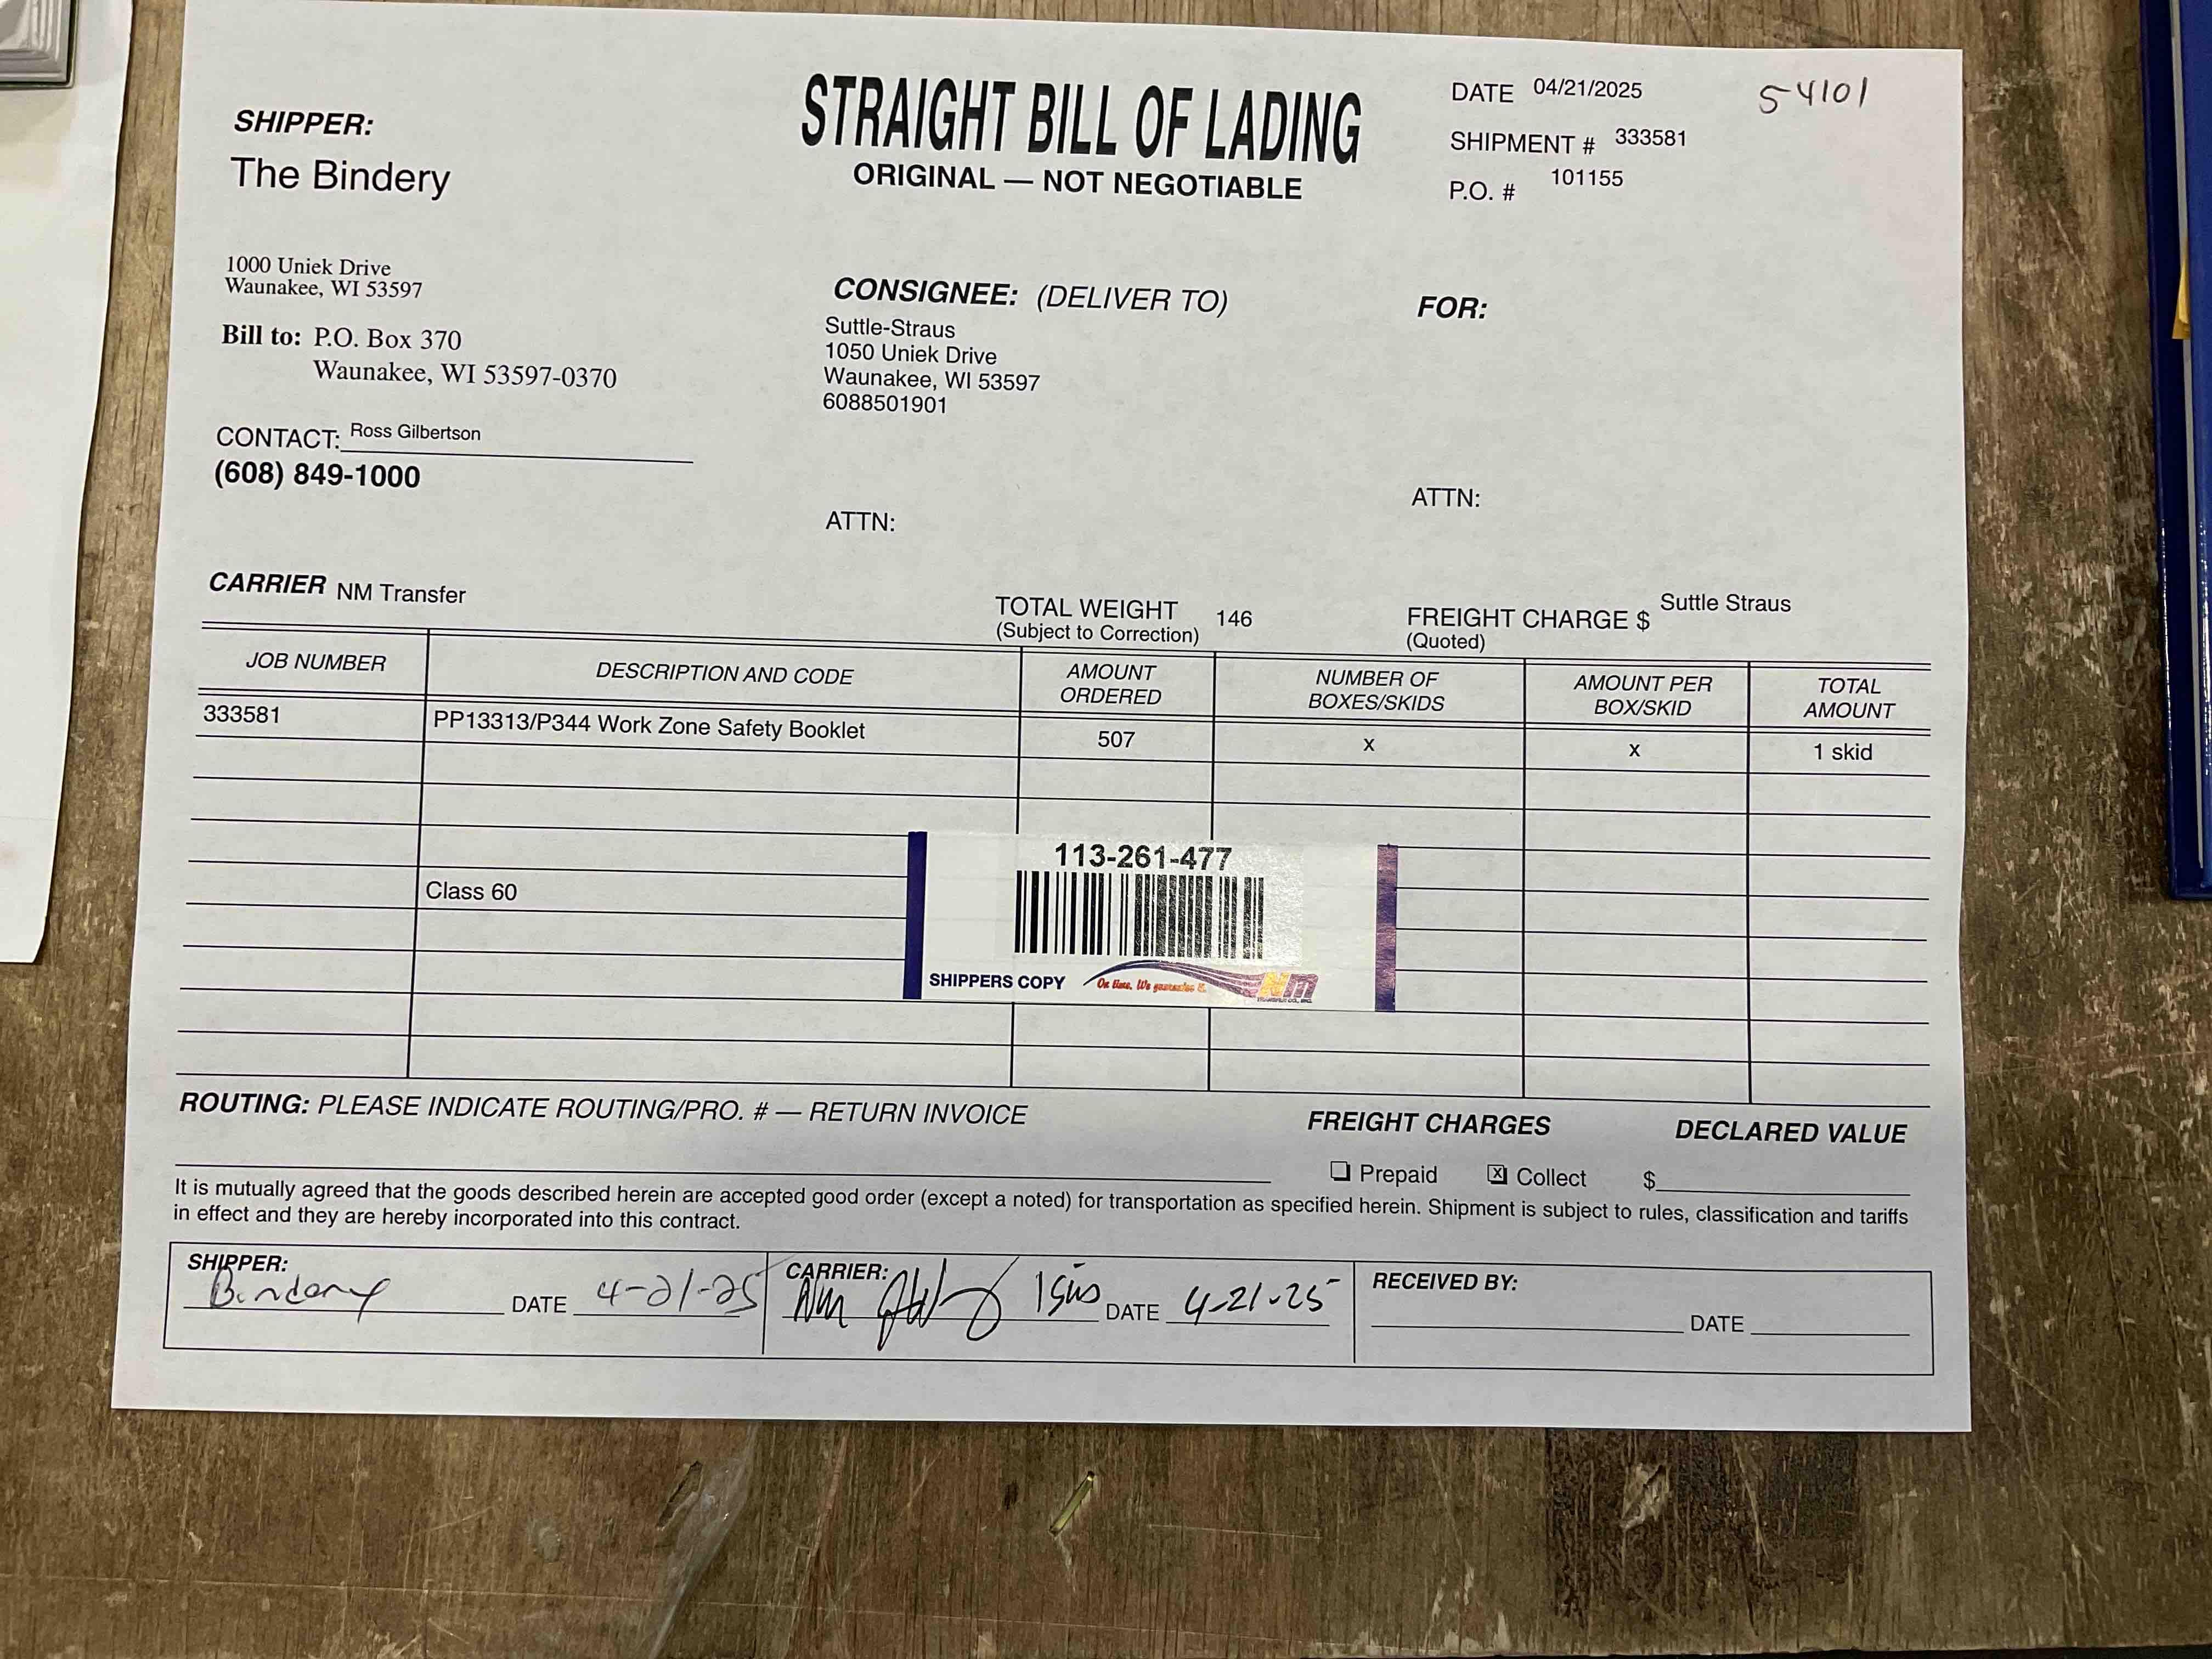 54101
STRAIGHT BILL OF LADING
ORIGINAL — NOT NEGOTIABLE
DATE 04/21/2025
SHIPMENT # 333581
P.O. # 101155
SHIPPER:
The Bindery
1000 Uniek Drive
Waunakee, WI 53597
Bill to: P.O. Box 370
Waunakee, WI 53597-0370
CONTACT: Ross Gilbertson
(608) 849-1000
CONSIGNEE: (DELIVER TO)
Suttle-Straus
1050 Uniek Drive
Waunakee, WI 53597
6088501901
ATTN:
FOR:
ATTN:
CARRIER NM Transfer
TOTAL WEIGHT 146
(Subject to Correction)
FREIGHT CHARGE $ Suttle Straus
(Quoted)
JOB NUMBER DESCRIPTION AND CODE AMOUNT ORDERED NUMBER OF BOXES/SKIDS AMOUNT PER BOX/SKID TOTAL AMOUNT
333581 PP13313/P344 Work Zone Safety Booklet 507 x x 1 skid
Class 60
113-261-477
SHIPPERS COPY On time. We guarantee it. NM
ROUTING: PLEASE INDICATE ROUTING/PRO. # — RETURN INVOICE
FREIGHT CHARGES DECLARED VALUE
Prepaid X Collect $
It is mutually agreed that the goods described herein are accepted good order (except a noted) for transportation as specified herein. Shipment is subject to rules, classification and tariffs
in effect and they are hereby incorporated into this contract.
SHIPPER: Bindery DATE 4-21-25
CARRIER: NM DATE 4-21-25
RECEIVED BY:
DATE